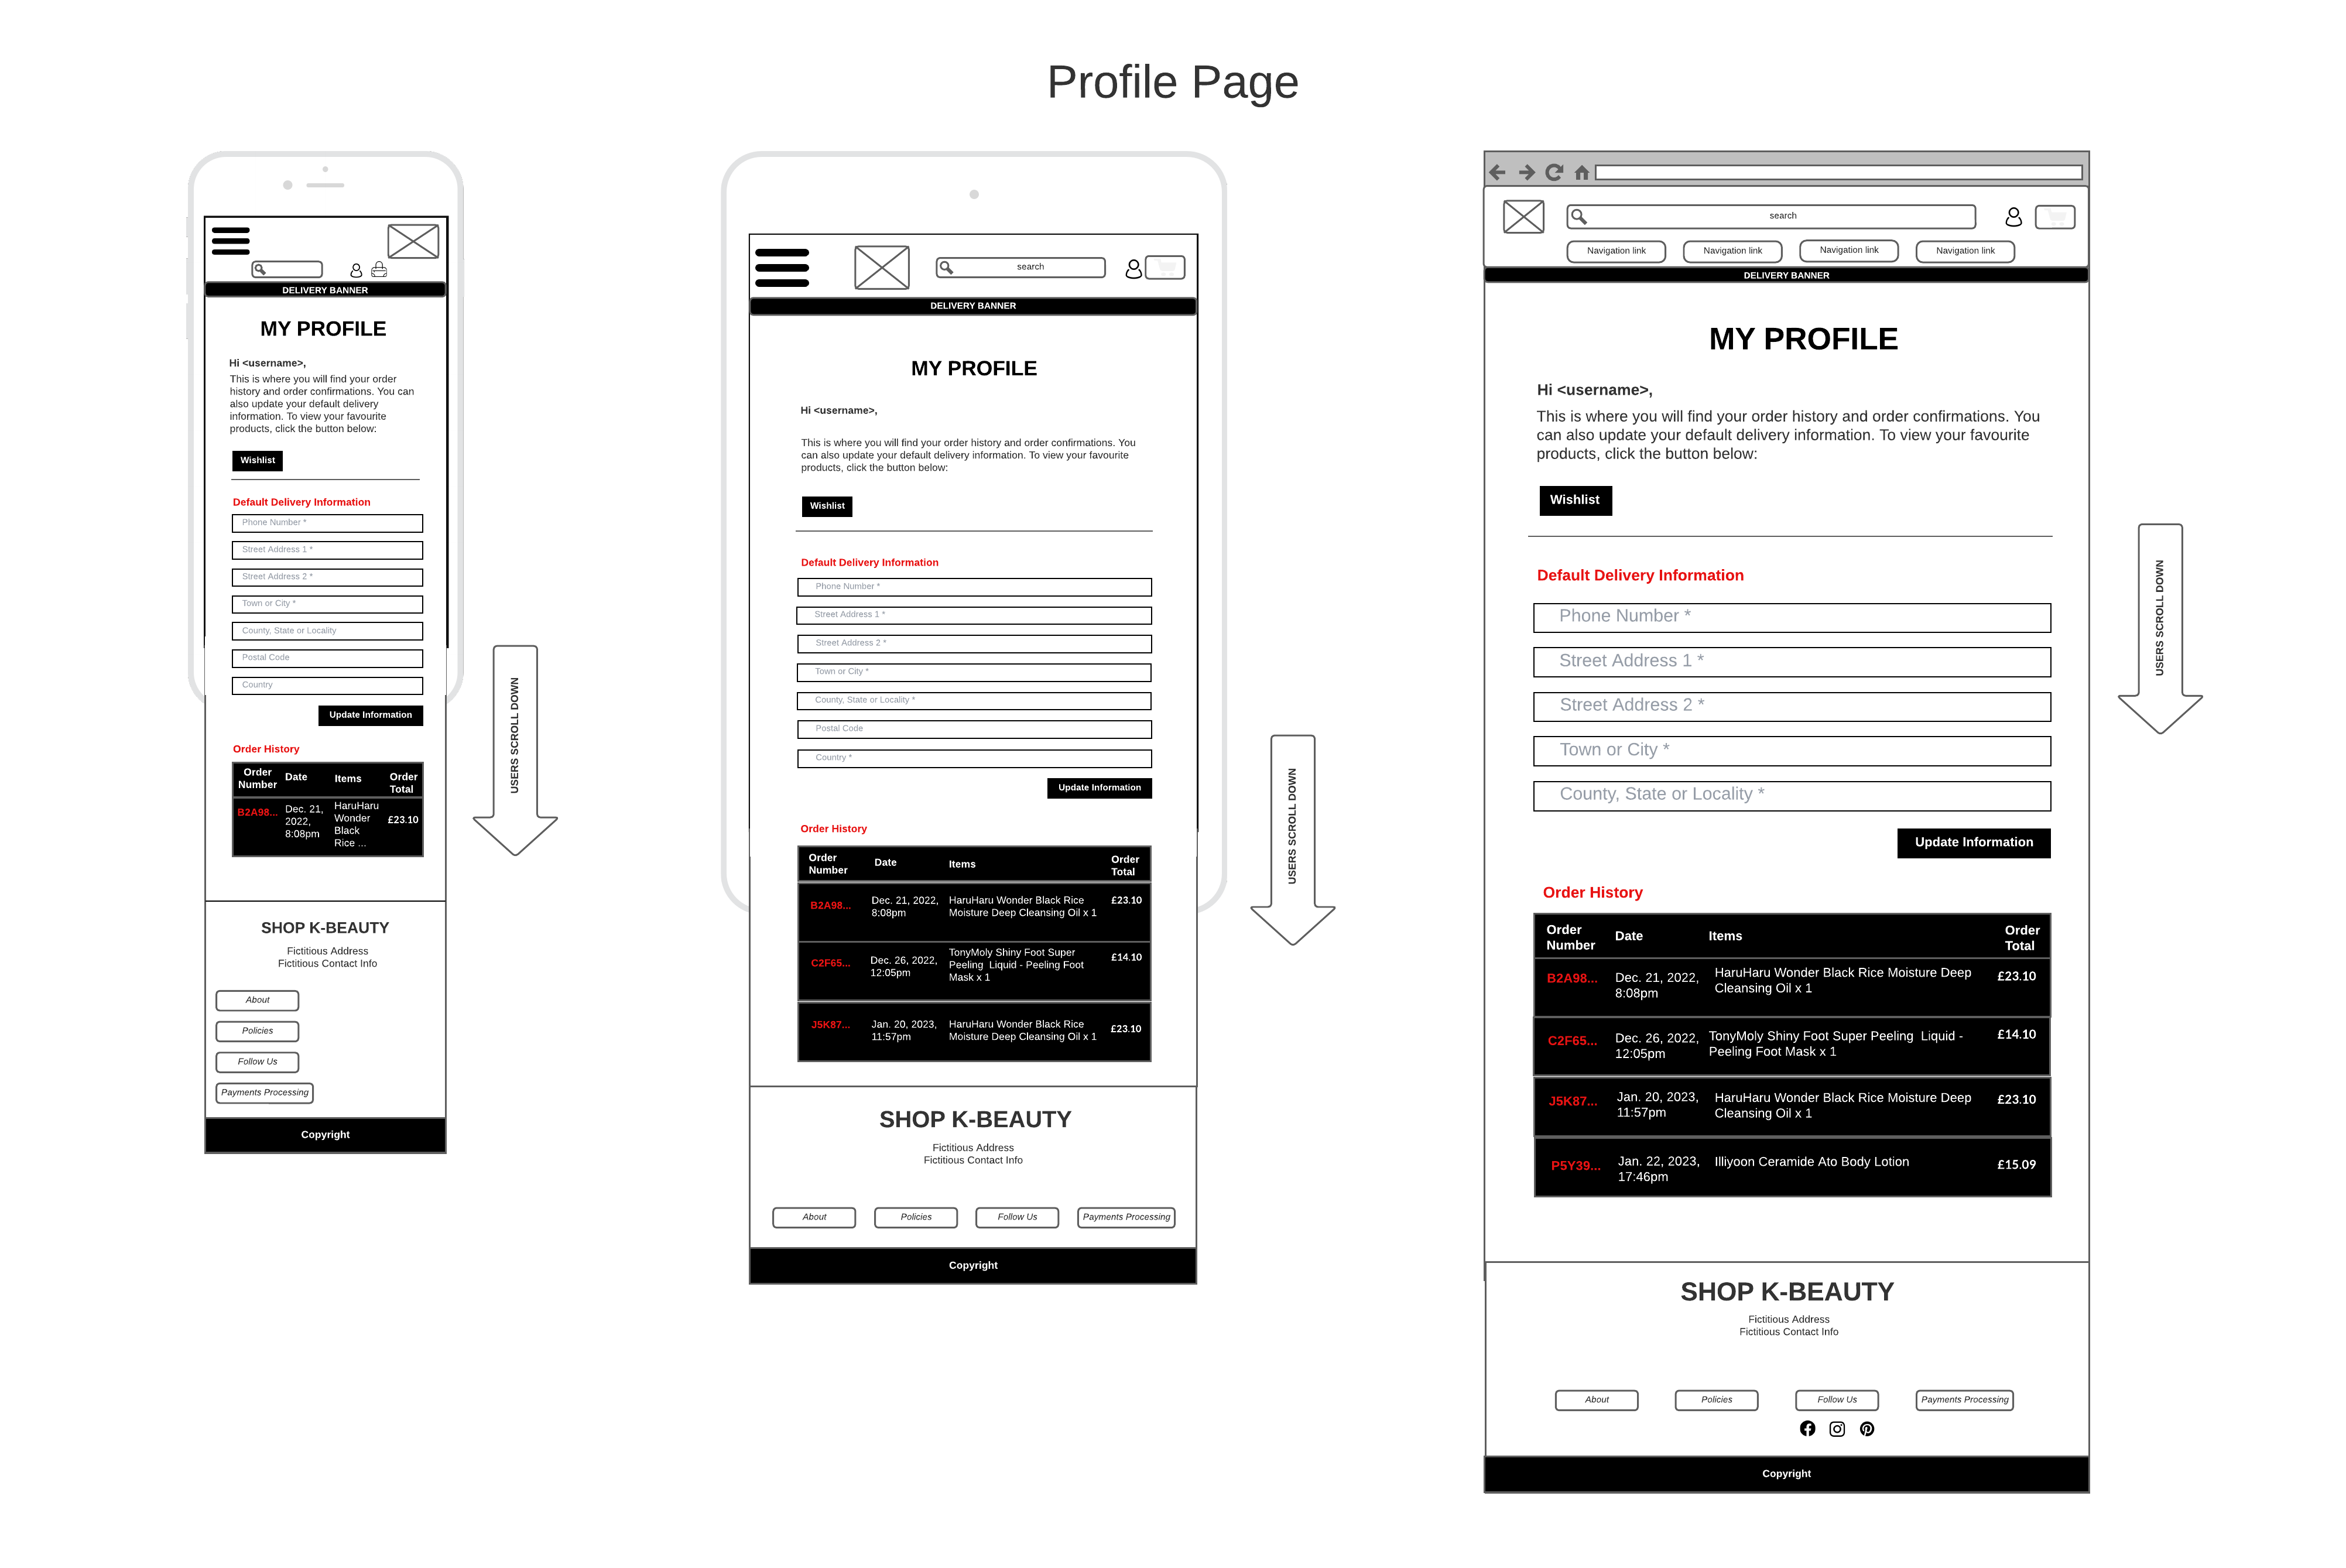 Profile Page
DELIVERY BANNER
MY PROFILE
Hi <username>,
This is where you will find your order
history and order confirmations. You can
also update your default delivery
information. To view your favourite
products, click the button below:
Wishlist
Default Delivery Information
Phone Number *
Street Address 1 *
Street Address 2 *
Town or City *
County, State or Locality
Postal Code
Country
Update Information
Order History
Order Number Date Items Order Total
B2A98... Dec. 21, 2022, 8:08pm HaruHaru Wonder Black Rice ... £23.10
SHOP K-BEAUTY
Fictitious Address
Fictitious Contact Info
About
Policies
Follow Us
Payments Processing
Copyright
USERS SCROLL DOWN
search
DELIVERY BANNER
MY PROFILE
Hi <username>,
This is where you will find your order history and order confirmations. You
can also update your default delivery information. To view your favourite
products, click the button below:
Wishlist
Default Delivery Information
Phone Number *
Street Address 1 *
Street Address 2 *
Town or City *
County, State or Locality *
Postal Code
Country *
Update Information
Order History
Order Number Date Items Order Total
B2A98... Dec. 21, 2022, 8:08pm HaruHaru Wonder Black Rice Moisture Deep Cleansing Oil x 1 £23.10
C2F65... Dec. 26, 2022, 12:05pm TonyMoly Shiny Foot Super Peeling  Liquid - Peeling Foot Mask x 1 £14.10
J5K87... Jan. 20, 2023, 11:57pm HaruHaru Wonder Black Rice Moisture Deep Cleansing Oil x 1 £23.10
SHOP K-BEAUTY
Fictitious Address
Fictitious Contact Info
About Policies Follow Us Payments Processing
Copyright
USERS SCROLL DOWN
search
Navigation link Navigation link Navigation link Navigation link
DELIVERY BANNER
MY PROFILE
Hi <username>,
This is where you will find your order history and order confirmations. You
can also update your default delivery information. To view your favourite
products, click the button below:
Wishlist
Default Delivery Information
Phone Number *
Street Address 1 *
Street Address 2 *
Town or City *
County, State or Locality *
Update Information
Order History
Order Number Date Items Order Total
B2A98... Dec. 21, 2022, 8:08pm HaruHaru Wonder Black Rice Moisture Deep Cleansing Oil x 1 £23.10
C2F65... Dec. 26, 2022, 12:05pm TonyMoly Shiny Foot Super Peeling  Liquid - Peeling Foot Mask x 1 £14.10
J5K87... Jan. 20, 2023, 11:57pm HaruHaru Wonder Black Rice Moisture Deep Cleansing Oil x 1 £23.10
P5Y39... Jan. 22, 2023, 17:46pm Illiyoon Ceramide Ato Body Lotion £15.09
SHOP K-BEAUTY
Fictitious Address
Fictitious Contact Info
About Policies Follow Us Payments Processing
Copyright
USERS SCROLL DOWN